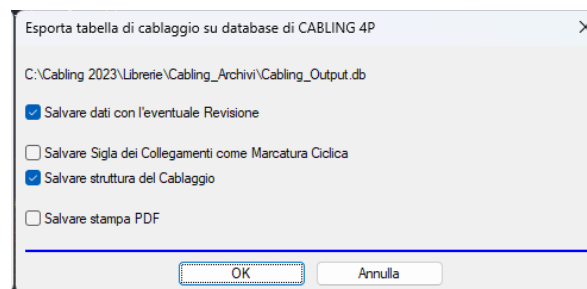 Esporta tabella di cablaggio su database di CABLING 4P
C:\Cabling 2023\Librerie\Cabling_Archivi\Cabling_Output.db
Salvare dati con l'eventuale Revisione
Salvare Sigla dei Collegamenti come Marcatura Ciclica
Salvare struttura del Cablaggio
Salvare stampa PDF
OK Annulla